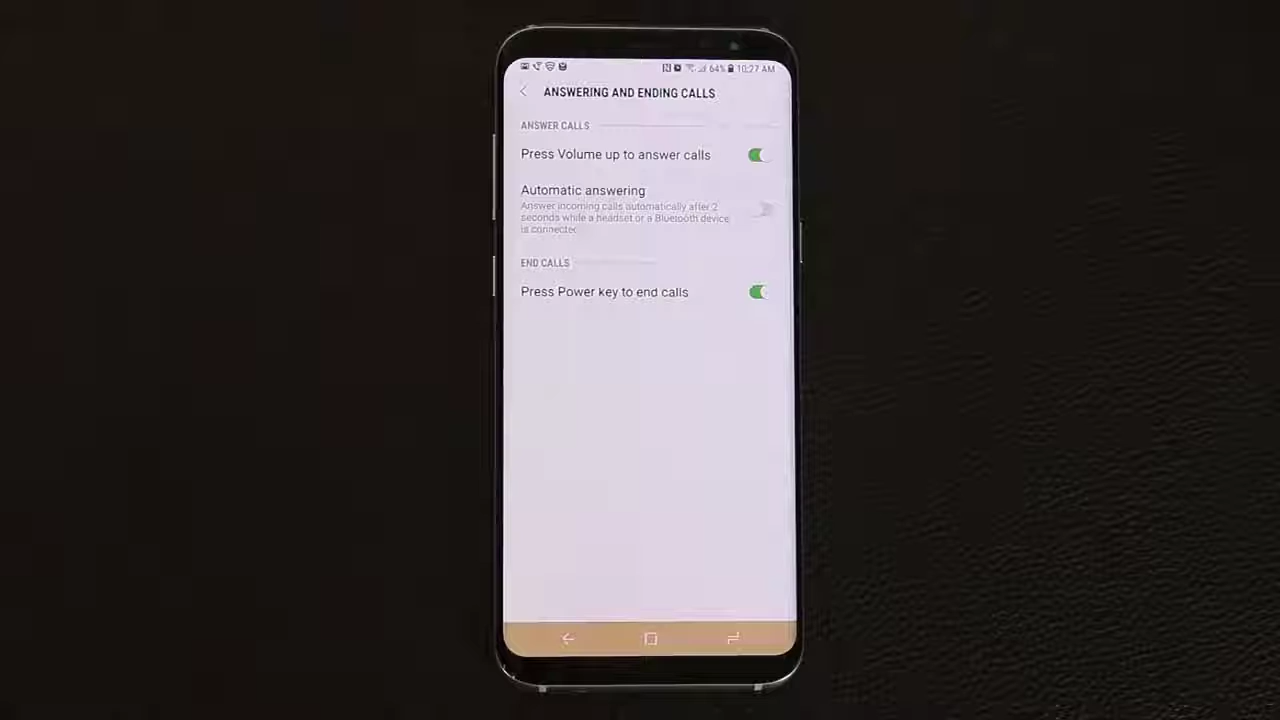 64% 10:27 AM
ANSWERING AND ENDING CALLS
ANSWER CALLS
Press Volume up to answer calls
Automatic answering
Answer incoming calls automatically after 2
seconds while a headset or a Bluetooth device
is connected.
END CALLS
Press Power key to end calls